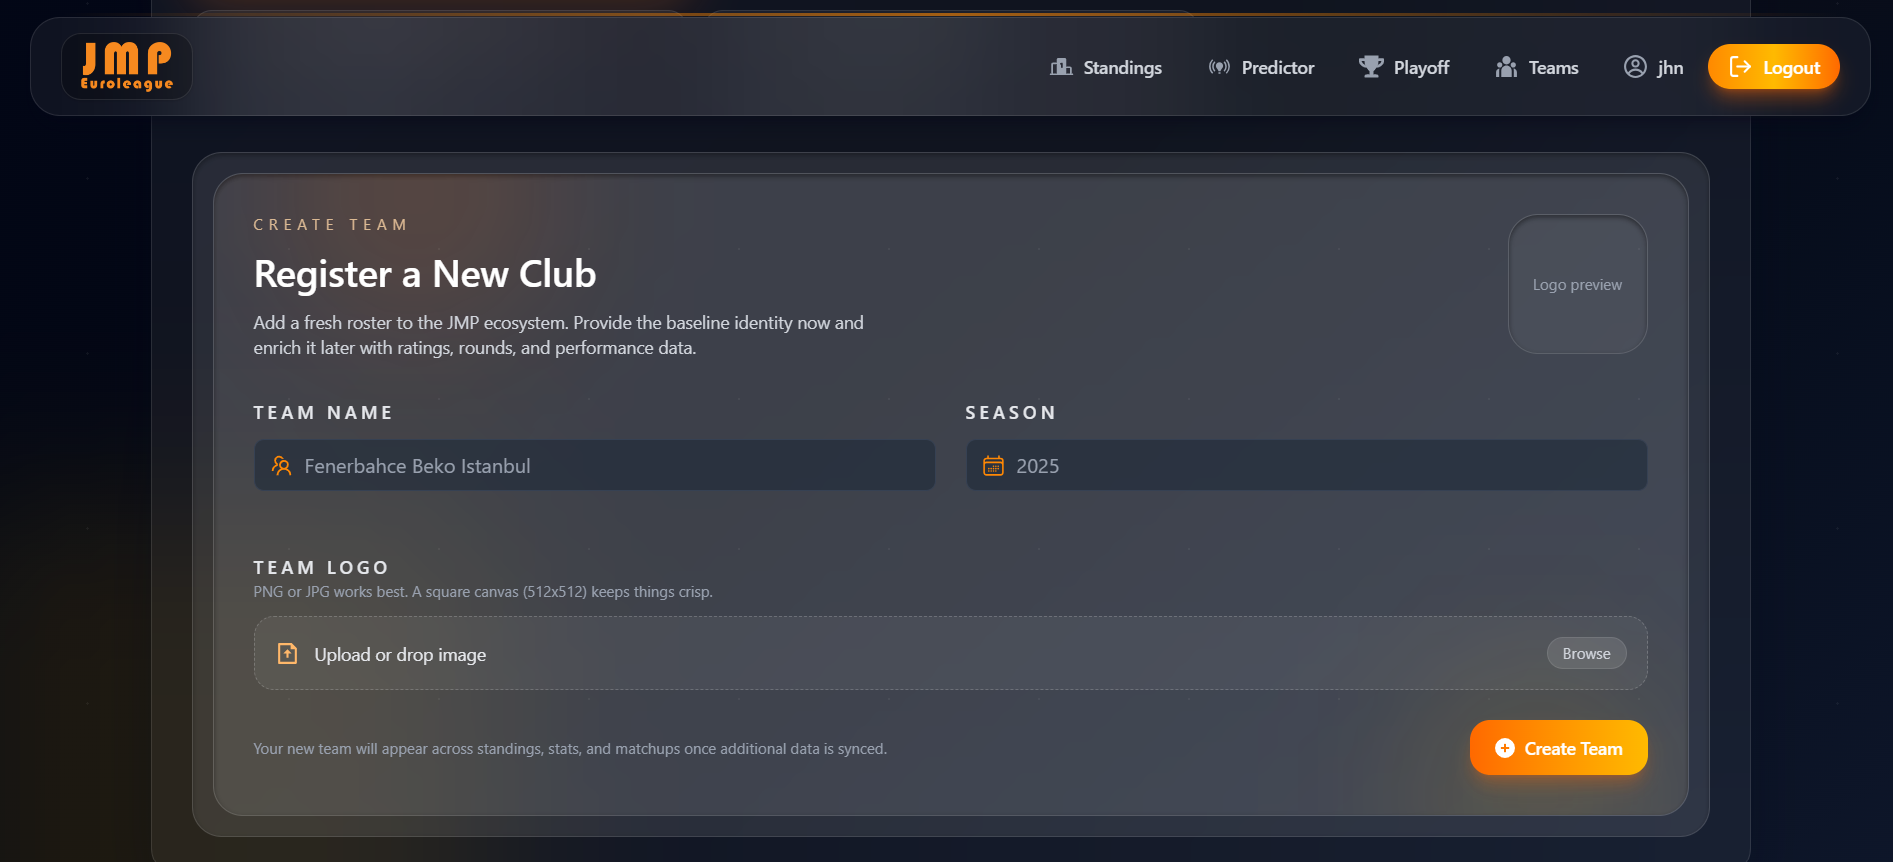 JMP
Euroleague
Standings
Predictor
Playoff
Teams
jhn
Logout
CREATE TEAM
Register a New Club
Add a fresh roster to the JMP ecosystem. Provide the baseline identity now and
enrich it later with ratings, rounds, and performance data.
Logo preview
TEAM NAME
Fenerbahce Beko Istanbul
SEASON
2025
TEAM LOGO
PNG or JPG works best. A square canvas (512x512) keeps things crisp.
Upload or drop image
Browse
Your new team will appear across standings, stats, and matchups once additional data is synced.
Create Team